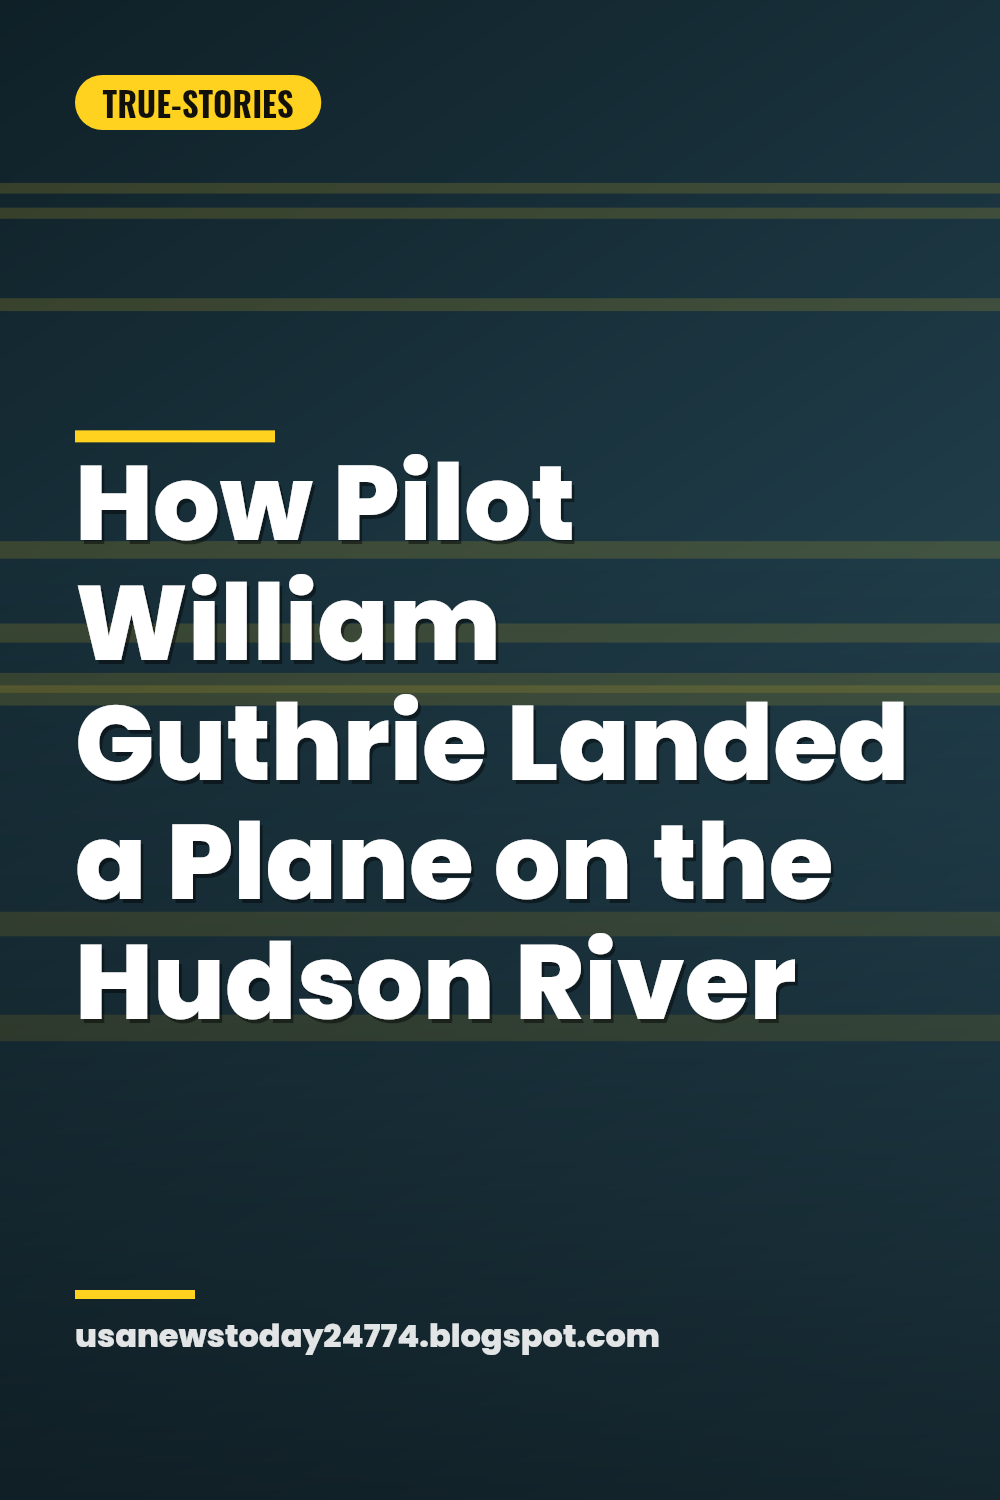 TRUE-STORIES
How Pilot
William
Guthrie Landed
a Plane on the
Hudson River
usanewstoday24774.blogspot.com